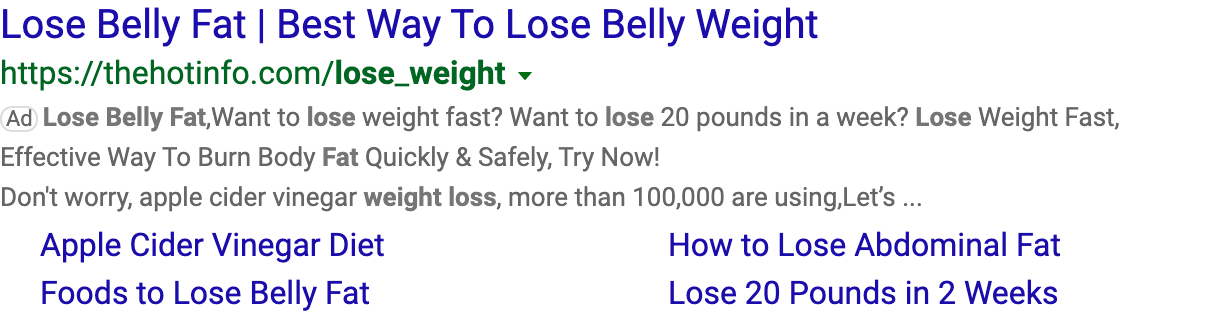 Lose Belly Fat | Best Way To Lose Belly Weight
https://thehotinfo.com/lose_weight
Ad Lose Belly Fat,Want to lose weight fast? Want to lose 20 pounds in a week? Lose Weight Fast,
Effective Way To Burn Body Fat Quickly & Safely, Try Now!
Don't worry, apple cider vinegar weight loss, more than 100,000 are using,Let’s ...
Apple Cider Vinegar Diet How to Lose Abdominal Fat
Foods to Lose Belly Fat Lose 20 Pounds in 2 Weeks